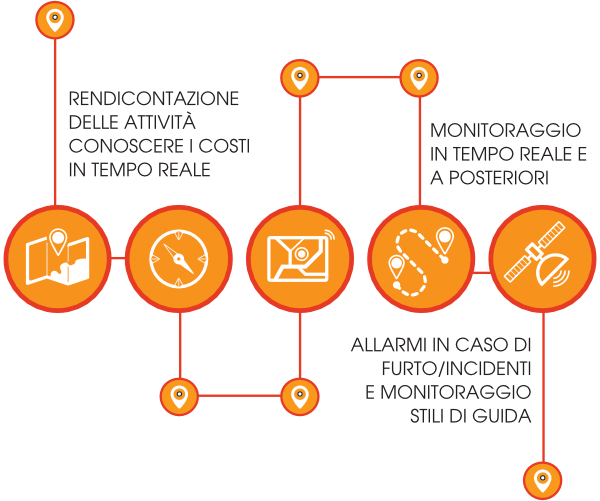 RENDICONTAZIONE
DELLE ATTIVITÀ
CONOSCERE I COSTI
IN TEMPO REALE
MONITORAGGIO
IN TEMPO REALE E
A POSTERIORI
ALLARMI IN CASO DI
FURTO/INCIDENTI
E MONITORAGGIO
STILI DI GUIDA